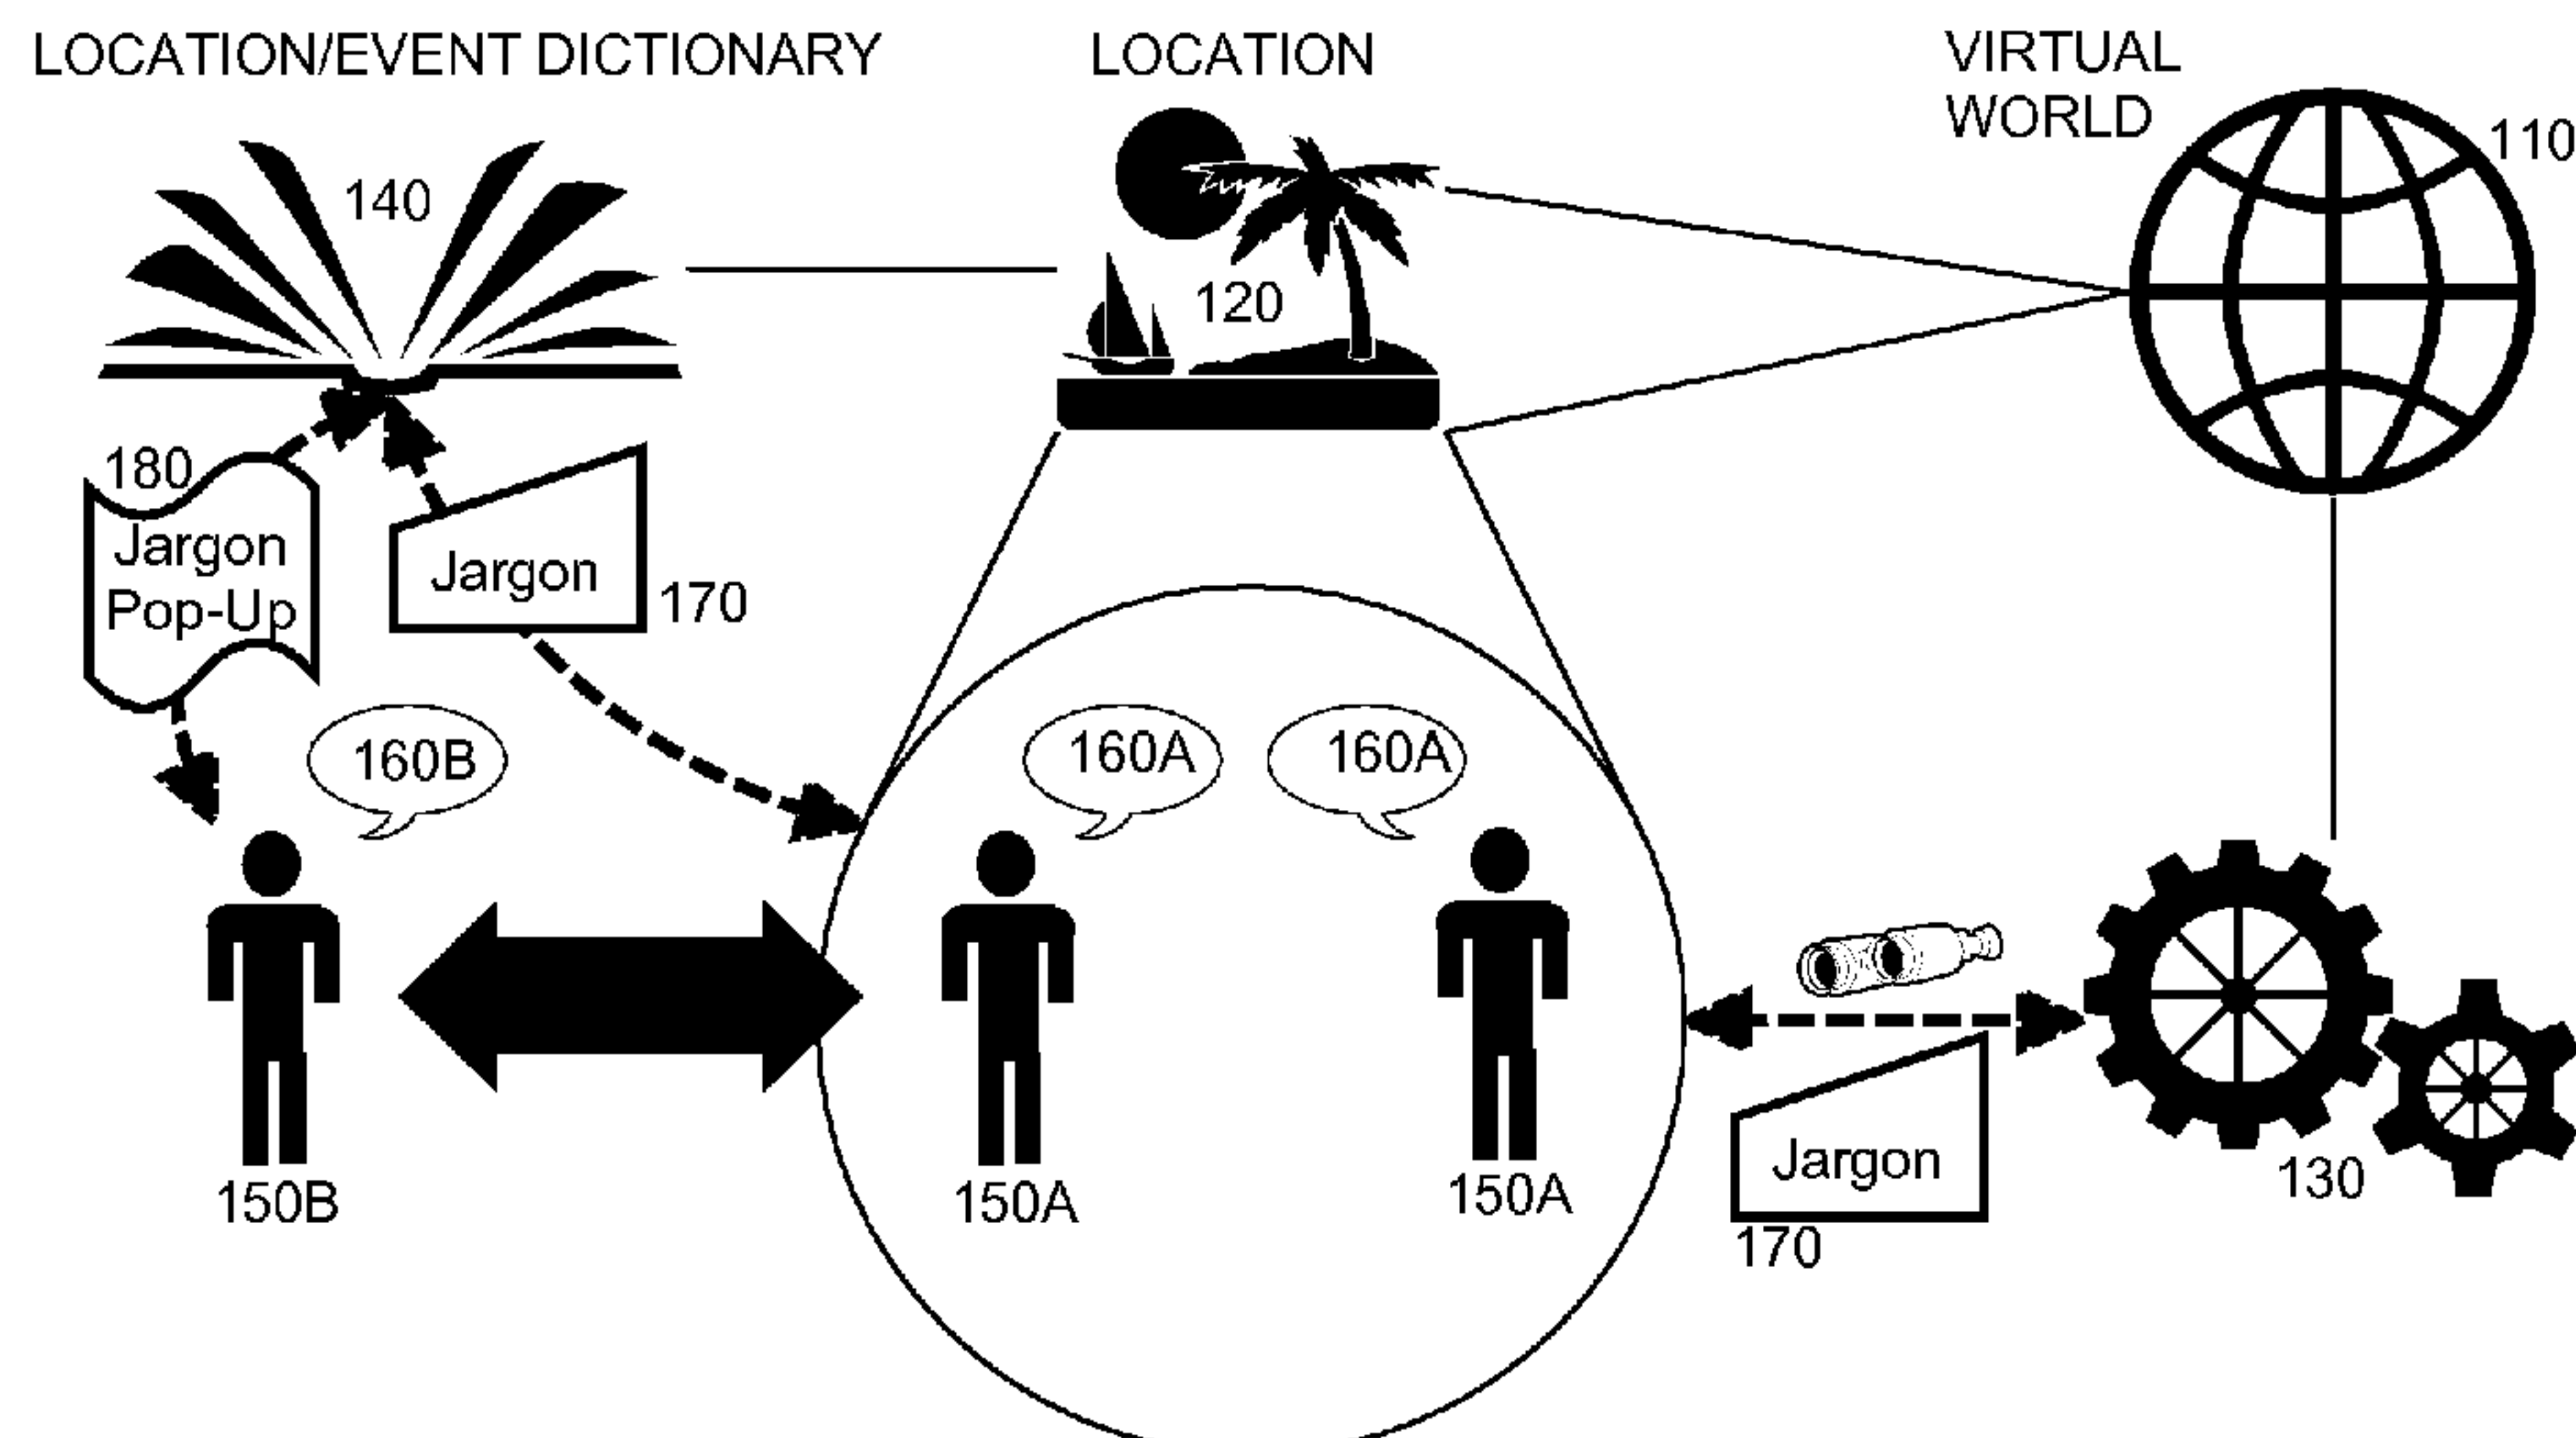 LOCATION/EVENT DICTIONARY
LOCATION
VIRTUAL
WORLD
110
140
120
180
Jargon
Pop-Up
Jargon
170
160B
160A
160A
150B
150A
150A
Jargon
170
130